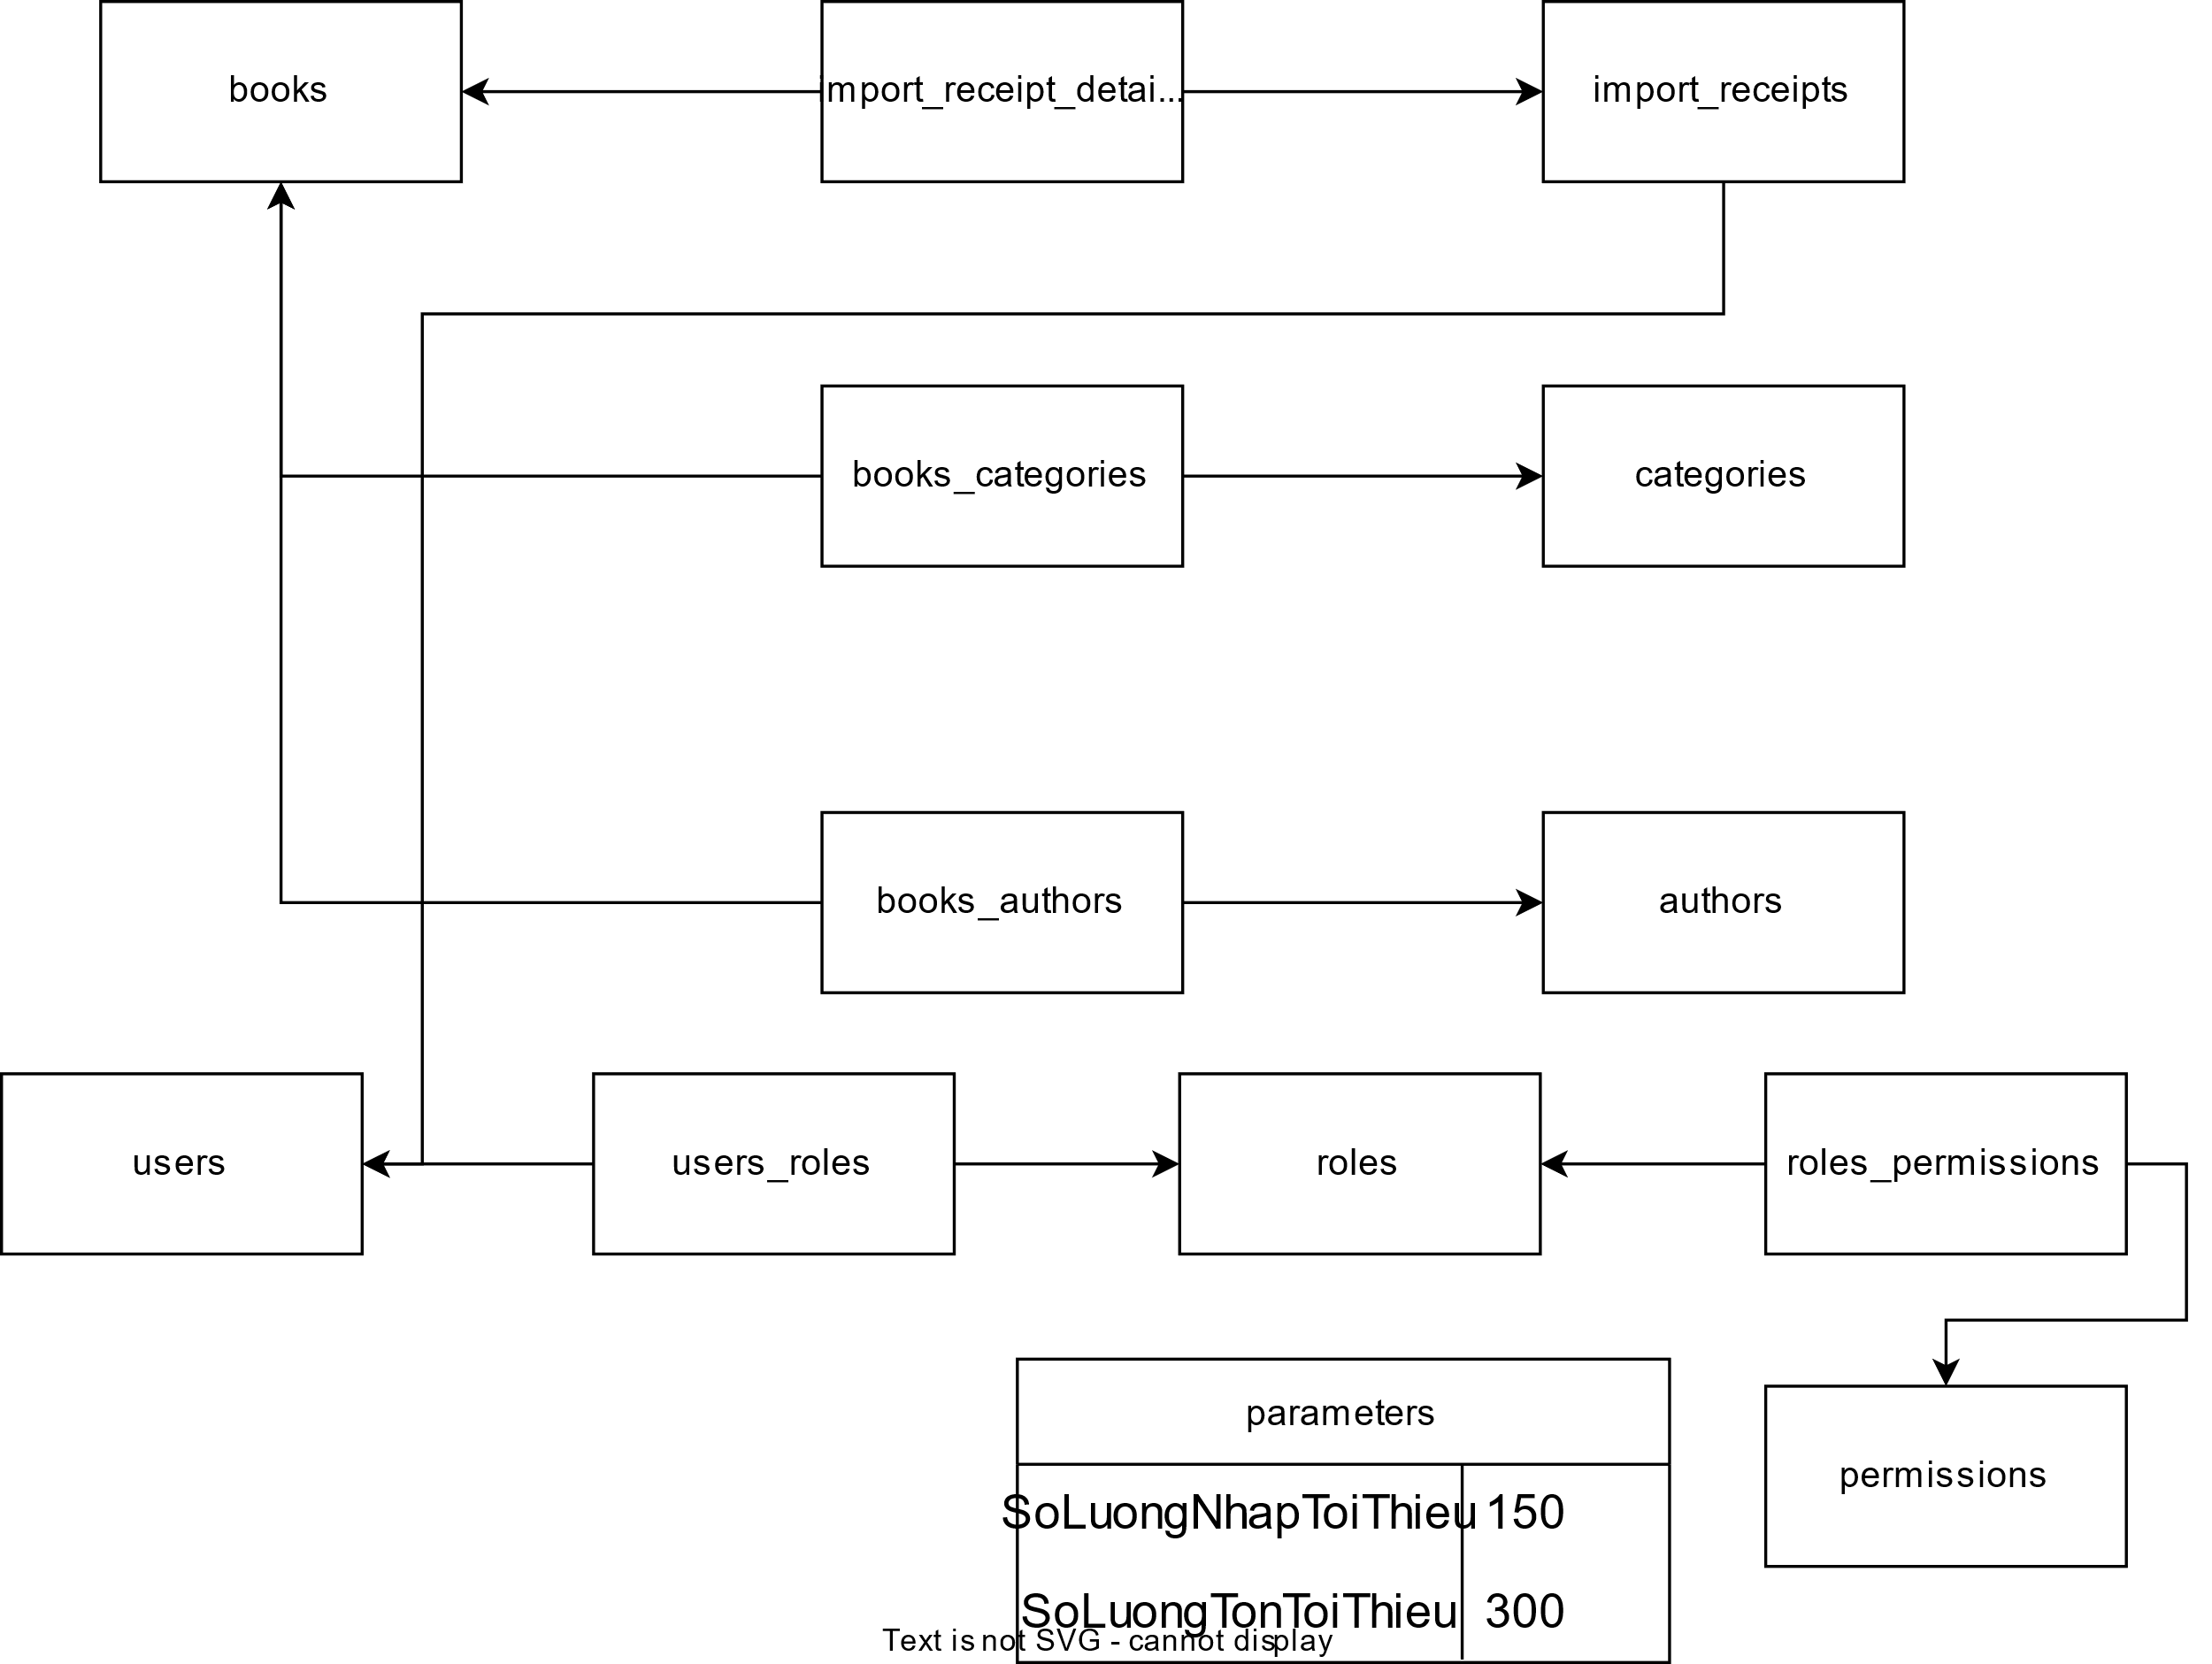 books
import_receipt_detai...
import_receipts
books_categories
categories
books_authors
authors
users
users_roles
roles
roles_permissions
parameters
permissions
SoLuongNhapToiThieu 150
SoLuongTonToiThieu 300
Text is not SVG - cannot display